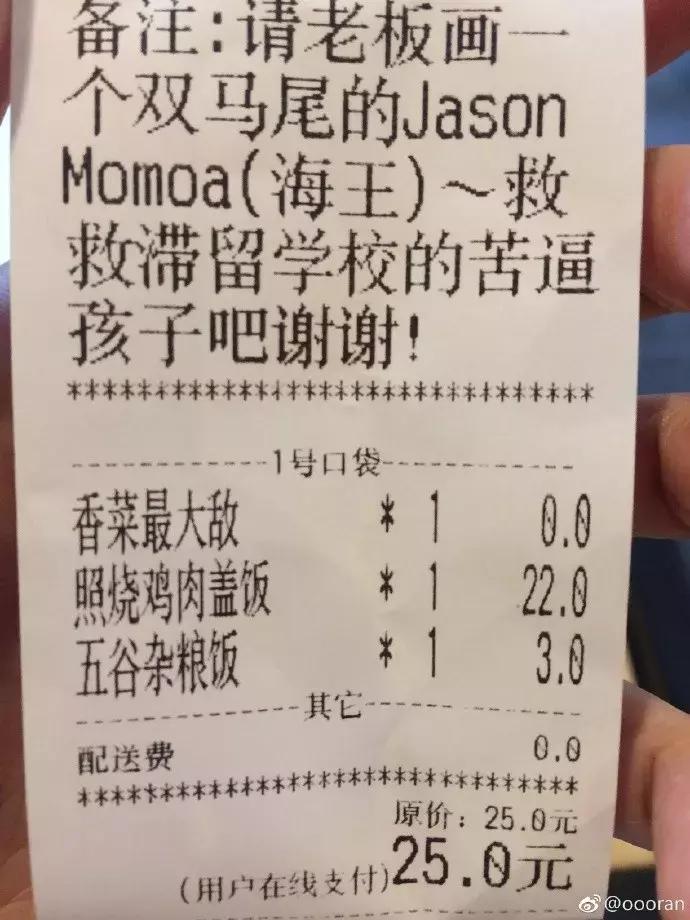 备注:请老板画一
个双马尾的Jason
Momoa(海王)~救
救滞留学校的苦逼
孩子吧谢谢!
***********************************
--------------1号口袋--------------
香菜最大敌 * 1 0.0
照烧鸡肉盖饭 * 1 22.0
五谷杂粮饭 * 1 3.0
----------------其它----------------
配送费 0.0
***********************************
原价: 25.0元
(用户在线支付)25.0元
@oooran